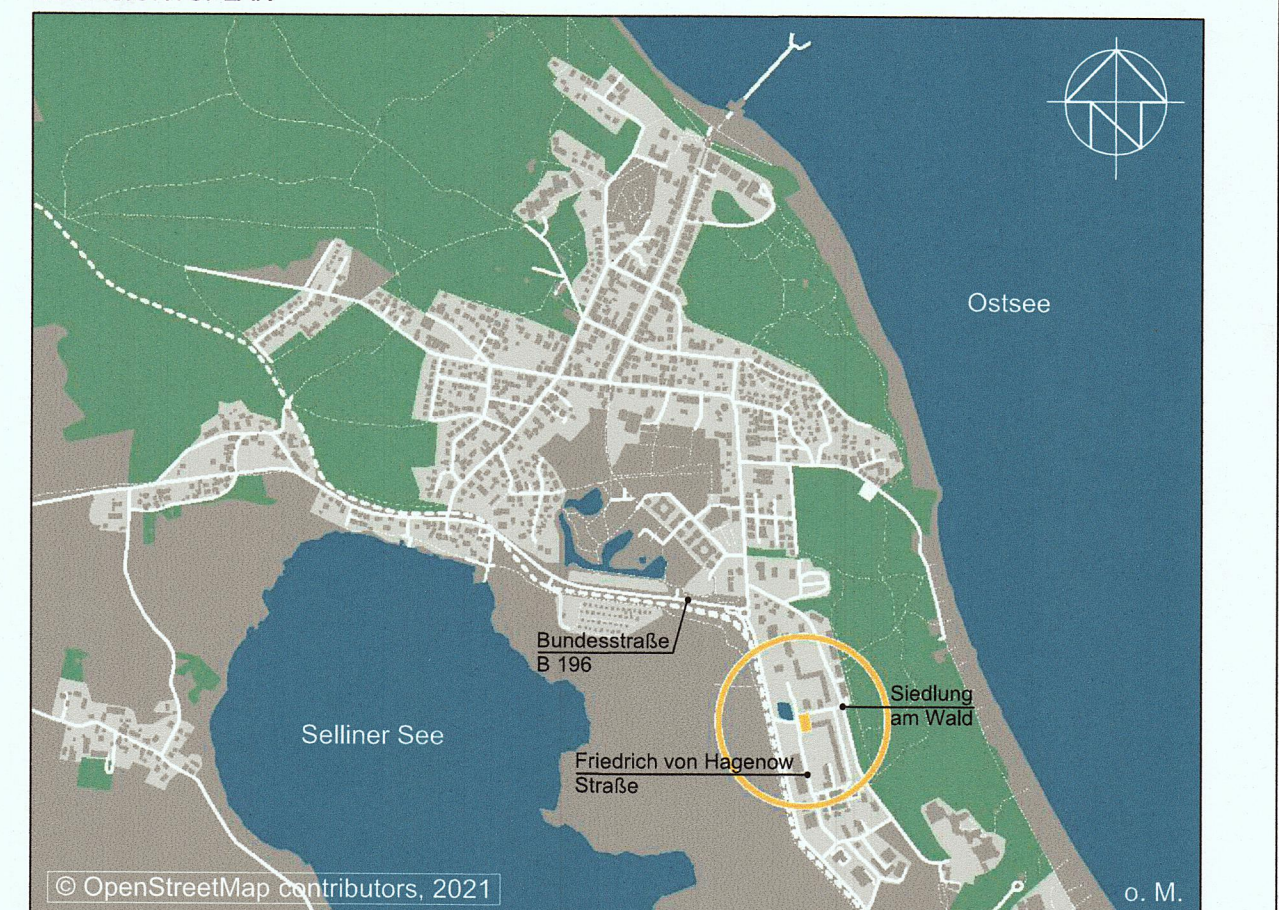 N
Ostsee
Bundesstraße
B 196
Siedlung
am Wald
Selliner See
Friedrich von Hagenow
Straße
© OpenStreetMap contributors, 2021
o. M.